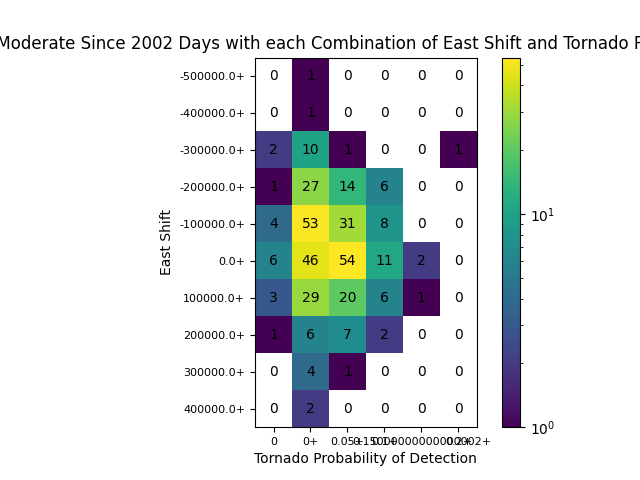 Moderate Since 2002 Days with each Combination of East Shift and Tornado
-500000.0+ 0 1 0 0 0 0
-400000.0+ 0 1 0 0 0 0
-300000.0+ 2 10 1 0 0 1
-200000.0+ 1 27 14 6 0 0
-100000.0+ 4 53 31 8 0 0
0.0+ 6 46 54 11 2 0
100000.0+ 3 29 20 6 1 0
200000.0+ 1 6 7 2 0 0
300000.0+ 0 4 1 0 0 0
400000.0+ 0 2 0 0 0 0
0 0+
East Shift
Tornado Probability of Detection
10¹
10⁰